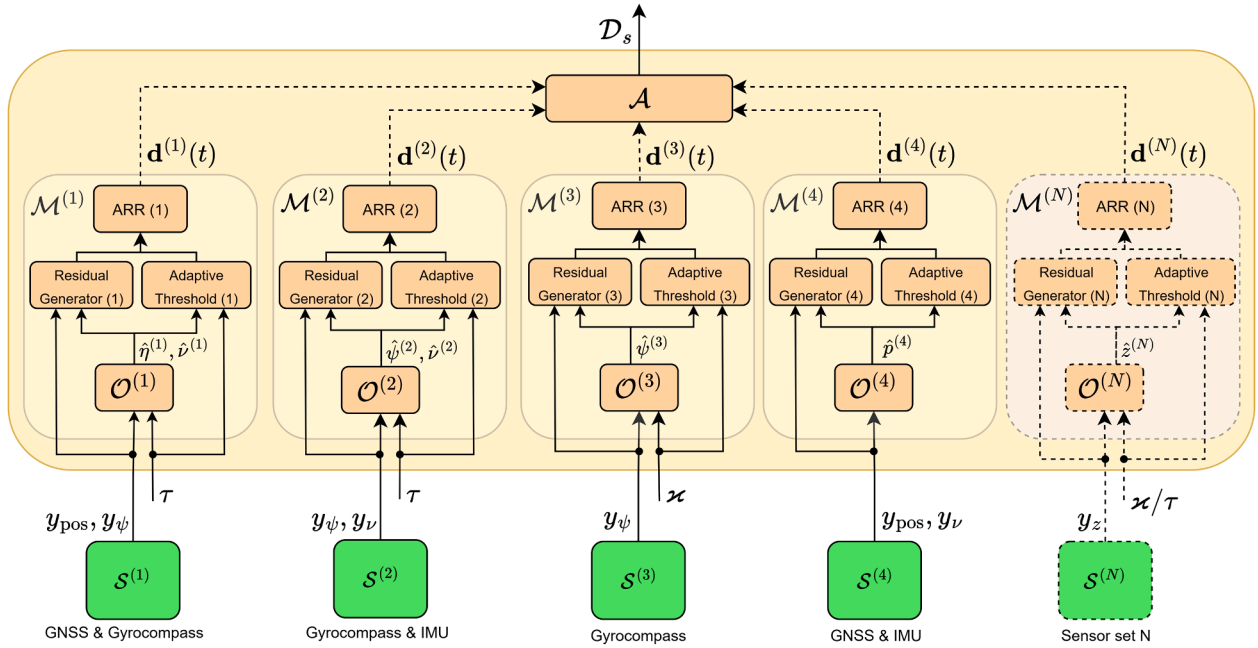 𝒟ₛ
𝒜
d⁽¹⁾(t) d⁽²⁾(t) d⁽³⁾(t) d⁽⁴⁾(t) d⁽ᴺ⁾(t)
ℳ⁽¹⁾ ℳ⁽²⁾ ℳ⁽³⁾ ℳ⁽⁴⁾ ℳ⁽ᴺ⁾
ARR (1) ARR (2) ARR (3) ARR (4) ARR (N)
Residual Adaptive Residual Adaptive Residual Adaptive Residual Adaptive Residual Adaptive
Generator (1) Threshold (1) Generator (2) Threshold (2) Generator (3) Threshold (3) Generator (4) Threshold (4) Generator (N) Threshold (N)
η̂⁽¹⁾, ν̂⁽¹⁾ ψ̂⁽²⁾, ν̂⁽²⁾ ψ̂⁽³⁾ p̂⁽⁴⁾ ẑ⁽ᴺ⁾
𝒪⁽¹⁾ 𝒪⁽²⁾ 𝒪⁽³⁾ 𝒪⁽⁴⁾ 𝒪⁽ᴺ⁾
τ τ ϰ ϰ/τ
y_pos, y_ψ y_ψ, y_ν y_ψ y_pos, y_ν y_z
𝒮⁽¹⁾ 𝒮⁽²⁾ 𝒮⁽³⁾ 𝒮⁽⁴⁾ 𝒮⁽ᴺ⁾
GNSS & Gyrocompass Gyrocompass & IMU Gyrocompass GNSS & IMU Sensor set N